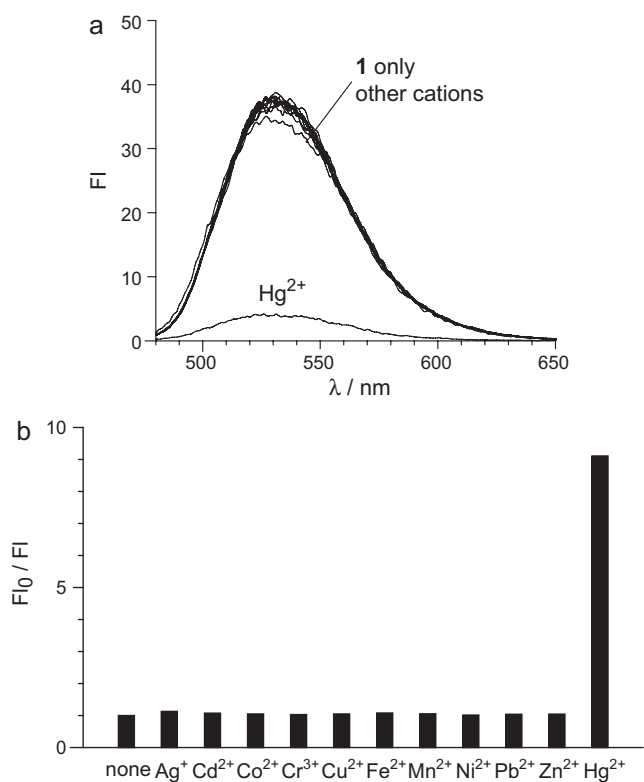 a
50
40
30
20
10
0
FI
1 only
other cations
Hg²⁺
500 550 600 650
λ / nm
b
10
5
0
FI₀ / FI
none Ag⁺ Cd²⁺ Co²⁺ Cr³⁺ Cu²⁺ Fe²⁺ Mn²⁺ Ni²⁺ Pb²⁺ Zn²⁺ Hg²⁺